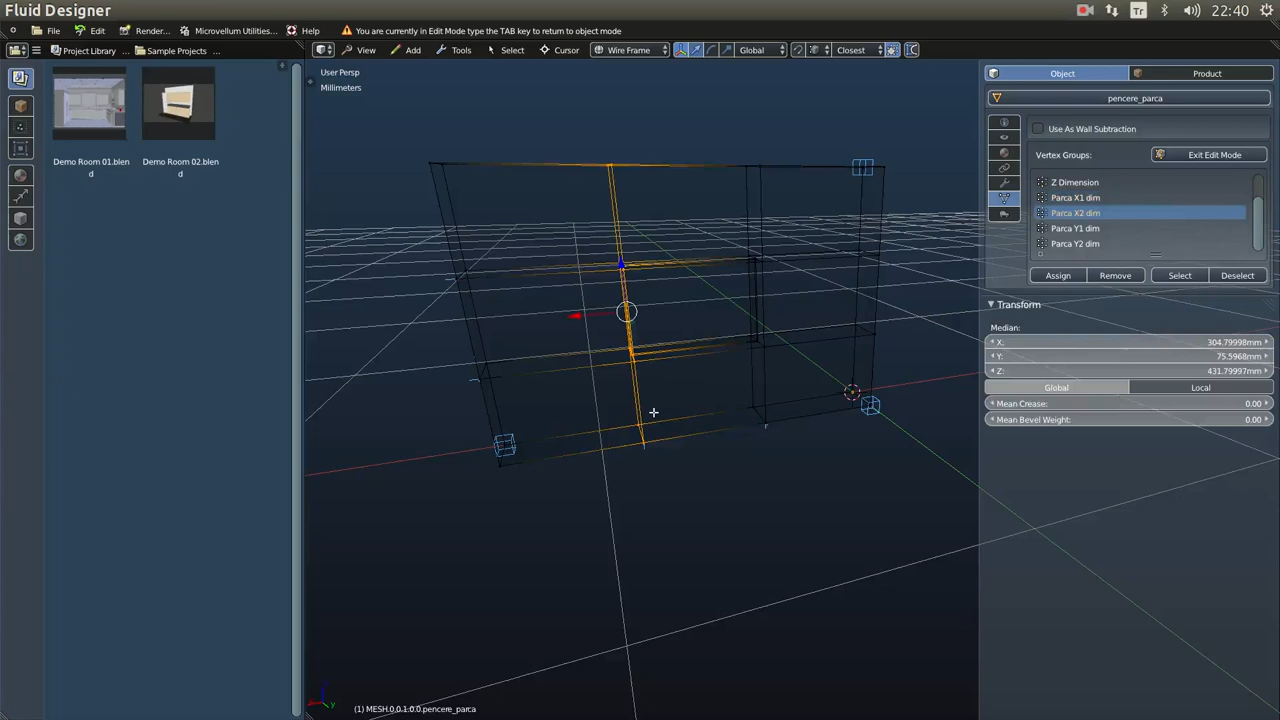 Fluid Designer
Tr
22:40
File Edit Render... Microvellum Utilities... Help You are currently in Edit Mode type the TAB key to return to object mode
Project Library Sample Projects View Add Tools Select Cursor Wire Frame Global Closest
User Persp
Millimeters
Demo Room 01.blen
d
Demo Room 02.blen
d
Object Product
pencere_parca
Use As Wall Subtraction
Vertex Groups: Exit Edit Mode
Z Dimension
Parca X1 dim
Parca X2 dim
Parca Y1 dim
Parca Y2 dim
Assign Remove Select Deselect
Transform
Median:
X: 304.79998mm
Y: 75.5968mm
Z: 431.79997mm
Global Local
Mean Crease: 0.00
Mean Bevel Weight: 0.00
z
y
(1) MESH.0.0.1.0.0.pencere_parca